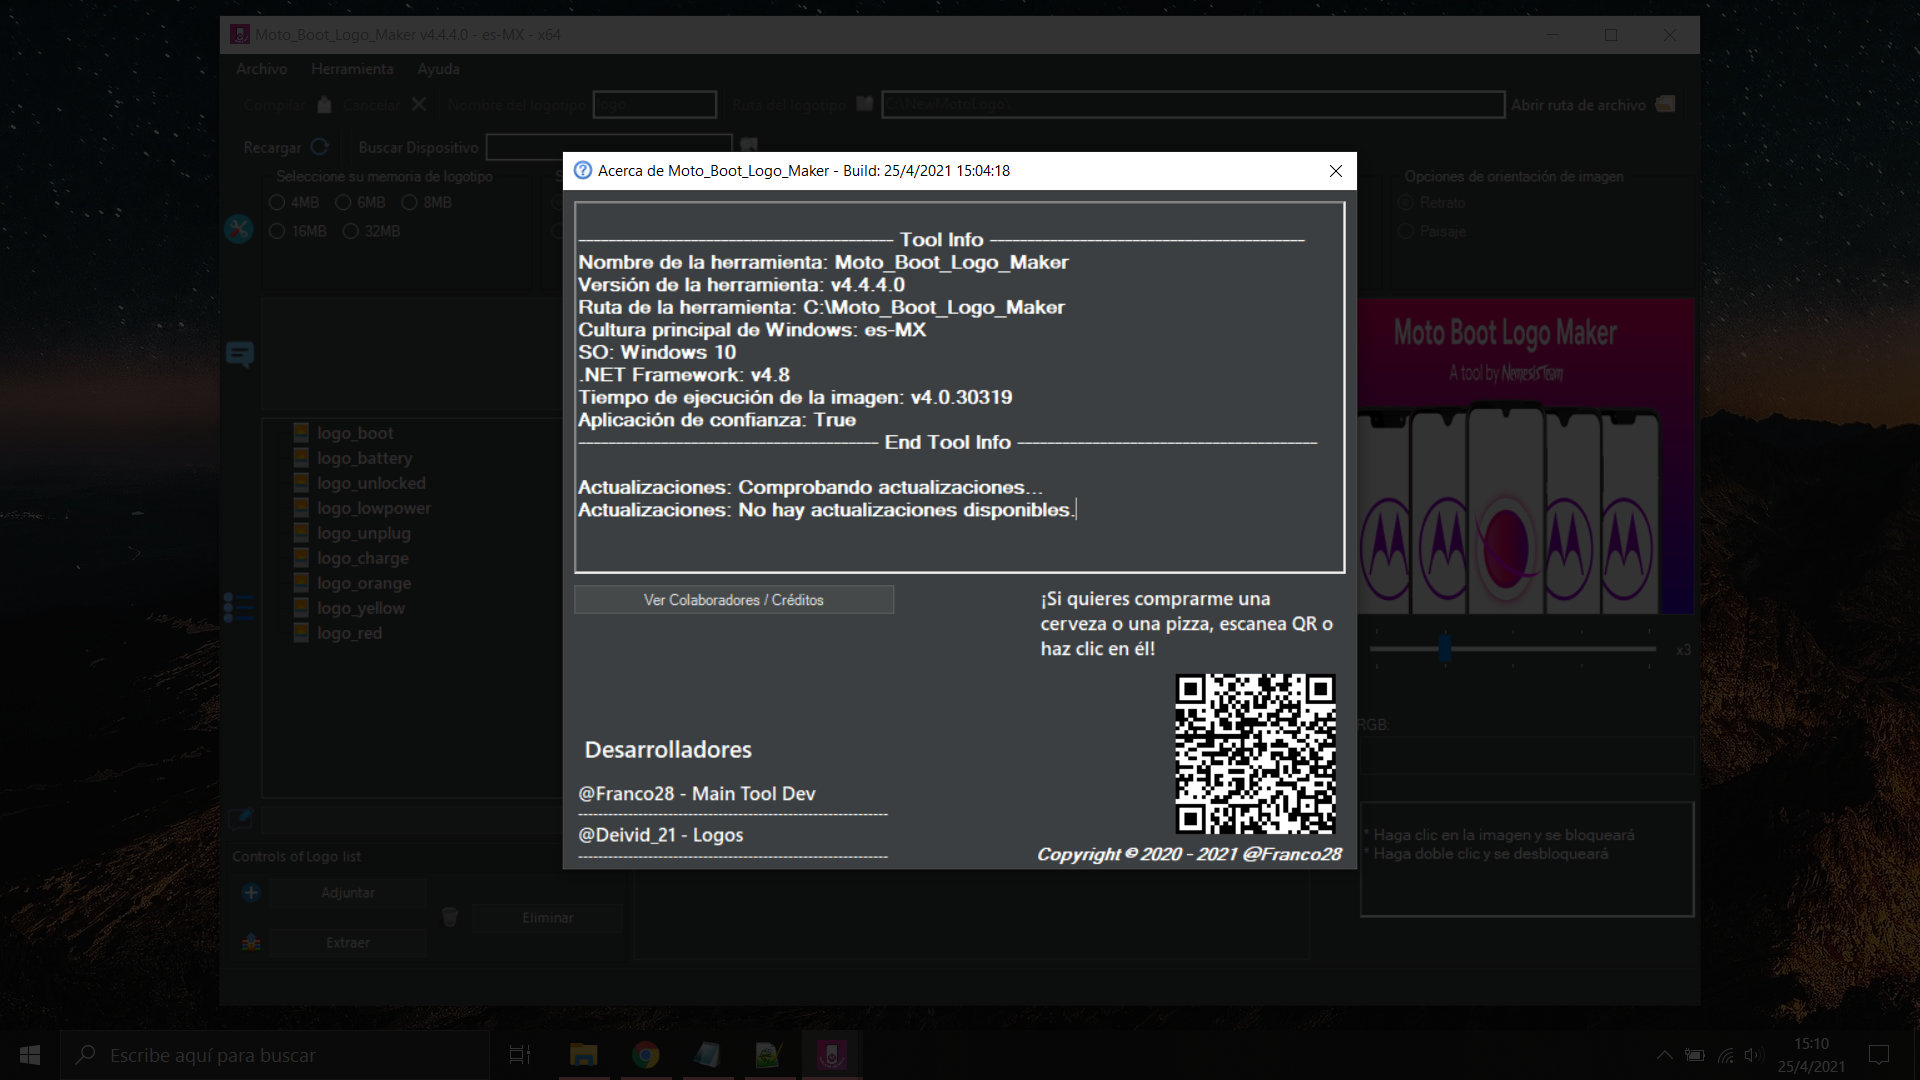 Moto_Boot_Logo_Maker v4.4.4.0 - es-MX - x64
Archivo Herramienta Ayuda
Compilar Cancelar Nombre del logotipo logo Ruta del logotipo C:\NewMotoLogo\ Abrir ruta de archivo
Recargar Buscar Dispositivo
Seleccione su memoria de logotipo
4MB 6MB 8MB
16MB 32MB
Opciones de orientación de imagen
Retrato
Paisaje
Acerca de Moto_Boot_Logo_Maker - Build: 25/4/2021 15:04:18
------------------------------------------ Tool Info ------------------------------------------
Nombre de la herramienta: Moto_Boot_Logo_Maker
Versión de la herramienta: v4.4.4.0
Ruta de la herramienta: C:\Moto_Boot_Logo_Maker
Cultura principal de Windows: es-MX
SO: Windows 10
.NET Framework: v4.8
Tiempo de ejecución de la imagen: v4.0.30319
Aplicación de confianza: True
---------------------------------------- End Tool Info ----------------------------------------
Actualizaciones: Comprobando actualizaciones...
Actualizaciones: No hay actualizaciones disponibles.
Ver Colaboradores / Créditos
¡Si quieres comprarme una
cerveza o una pizza, escanea QR o
haz clic en él!
Desarrolladores
@Franco28 - Main Tool Dev
--------------------------------------------------------------
@Deivid_21 - Logos
--------------------------------------------------------------
Copyright © 2020 - 2021 @Franco28
logo_boot
logo_battery
logo_unlocked
logo_lowpower
logo_unplug
logo_charge
logo_orange
logo_yellow
logo_red
Moto Boot Logo Maker
A tool by NemesisTeam
x3
RGB:
* Haga clic en la imagen y se bloqueará
* Haga doble clic y se desbloqueará
Controls of Logo list
Adjuntar
Eliminar
Extraer
Escribe aquí para buscar
15:10
25/4/2021